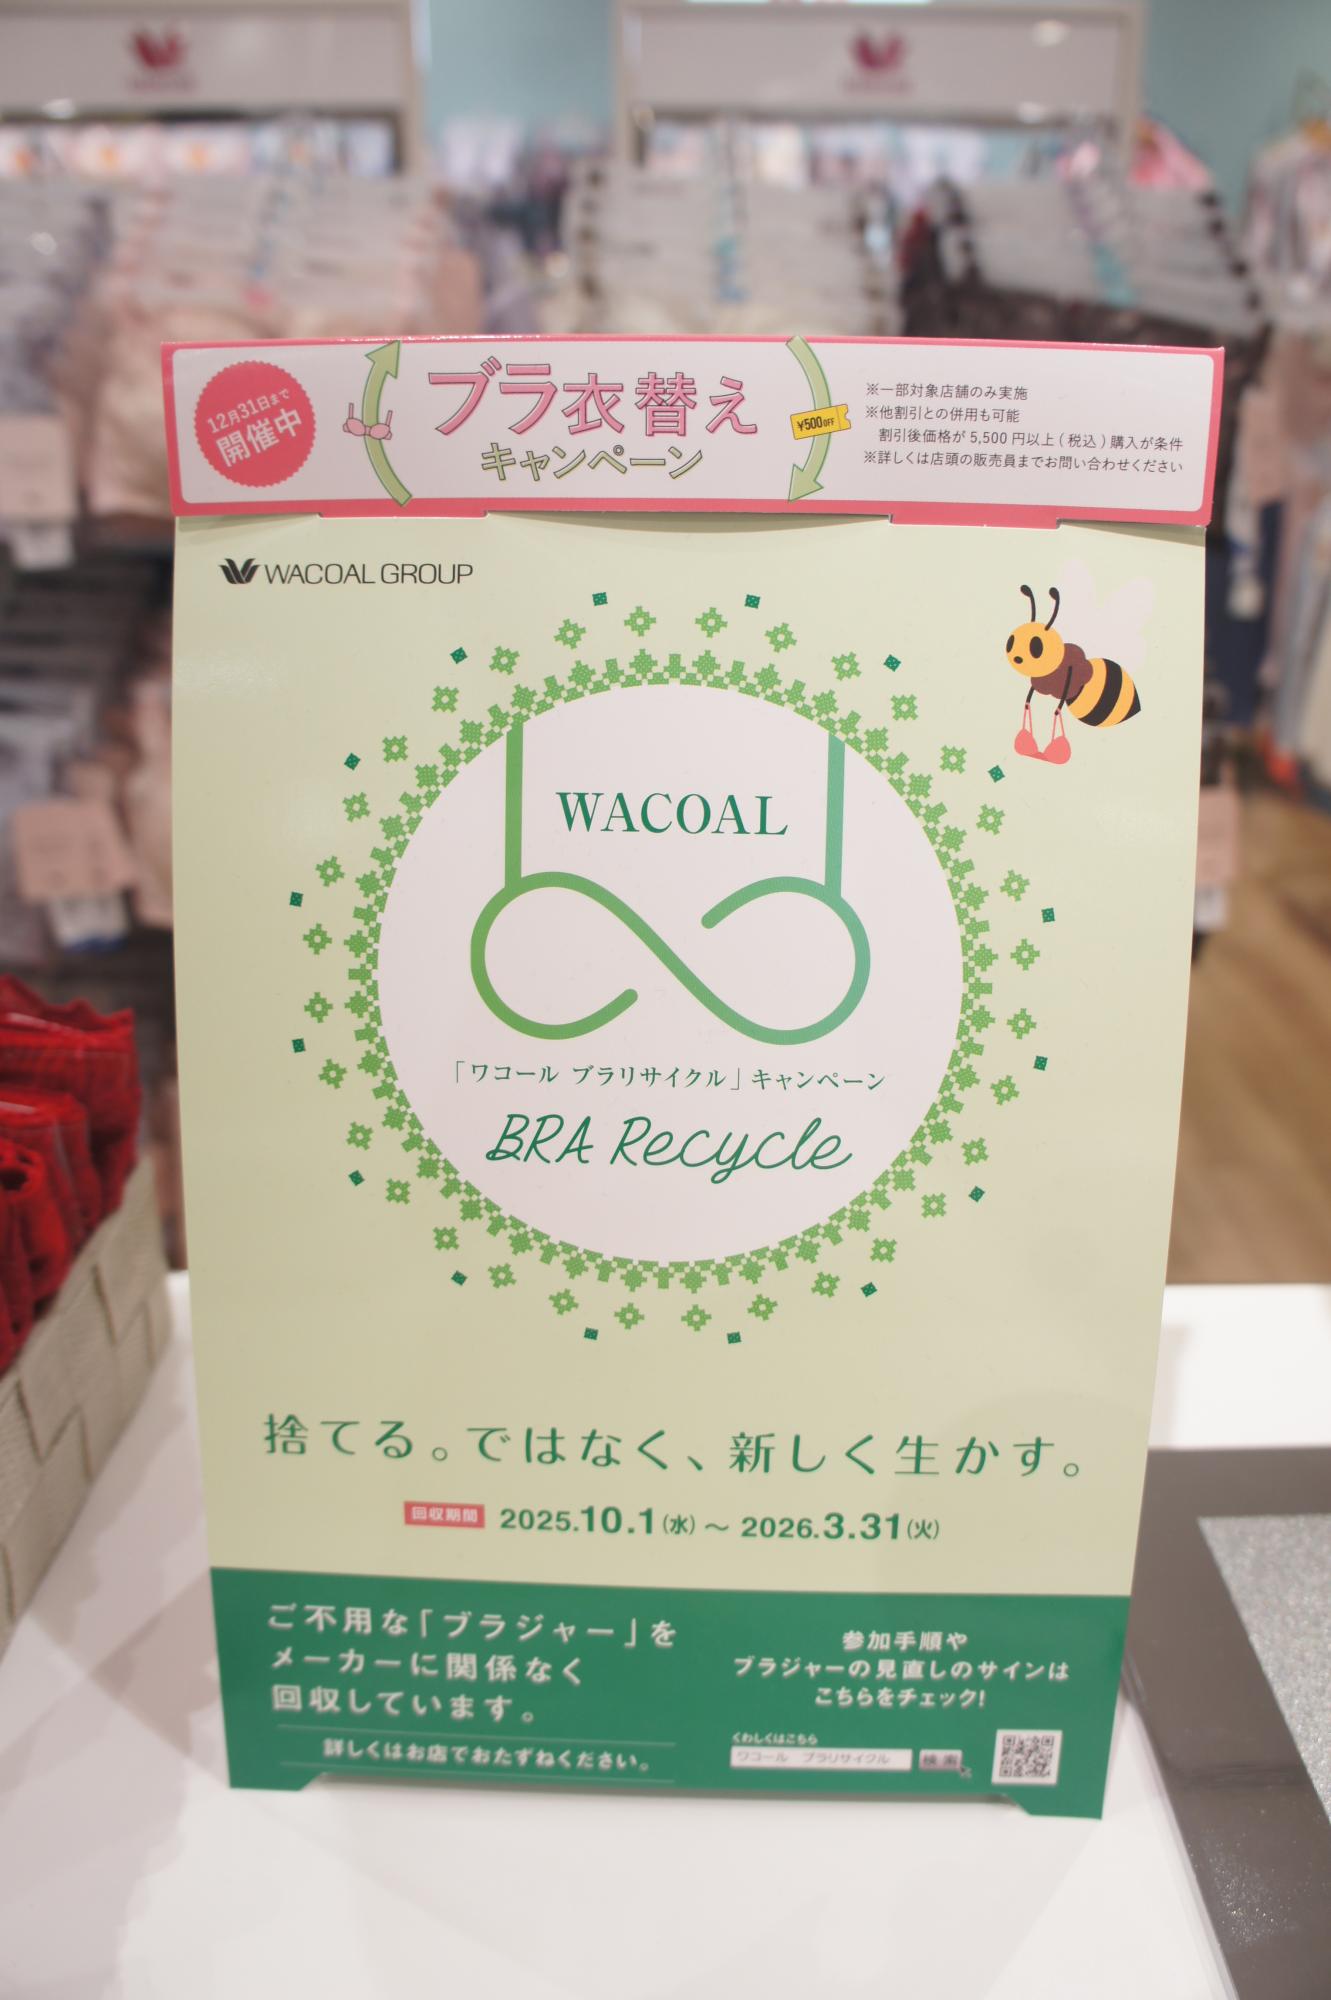 12月31日まで
開催中
ブラ衣替え
キャンペーン
¥500OFF
※一部対象店舗のみ実施
※他割引との併用も可能
割引後価格が5,500円以上(税込)購入が条件
※詳しくは店頭の販売員までお問い合わせください
WACOAL GROUP
WACOAL
「ワコール ブラリサイクル」キャンペーン
BRA Recycle
捨てる。ではなく、新しく生かす。
回収期間 2025.10.1(水)～2026.3.31(火)
ご不用な「ブラジャー」を
メーカーに関係なく
回収しています。
詳しくはお店でおたずねください。
参加手順や
ブラジャーの見直しのサインは
こちらをチェック!
くわしくはこちら
ワコール ブラリサイクル 検索